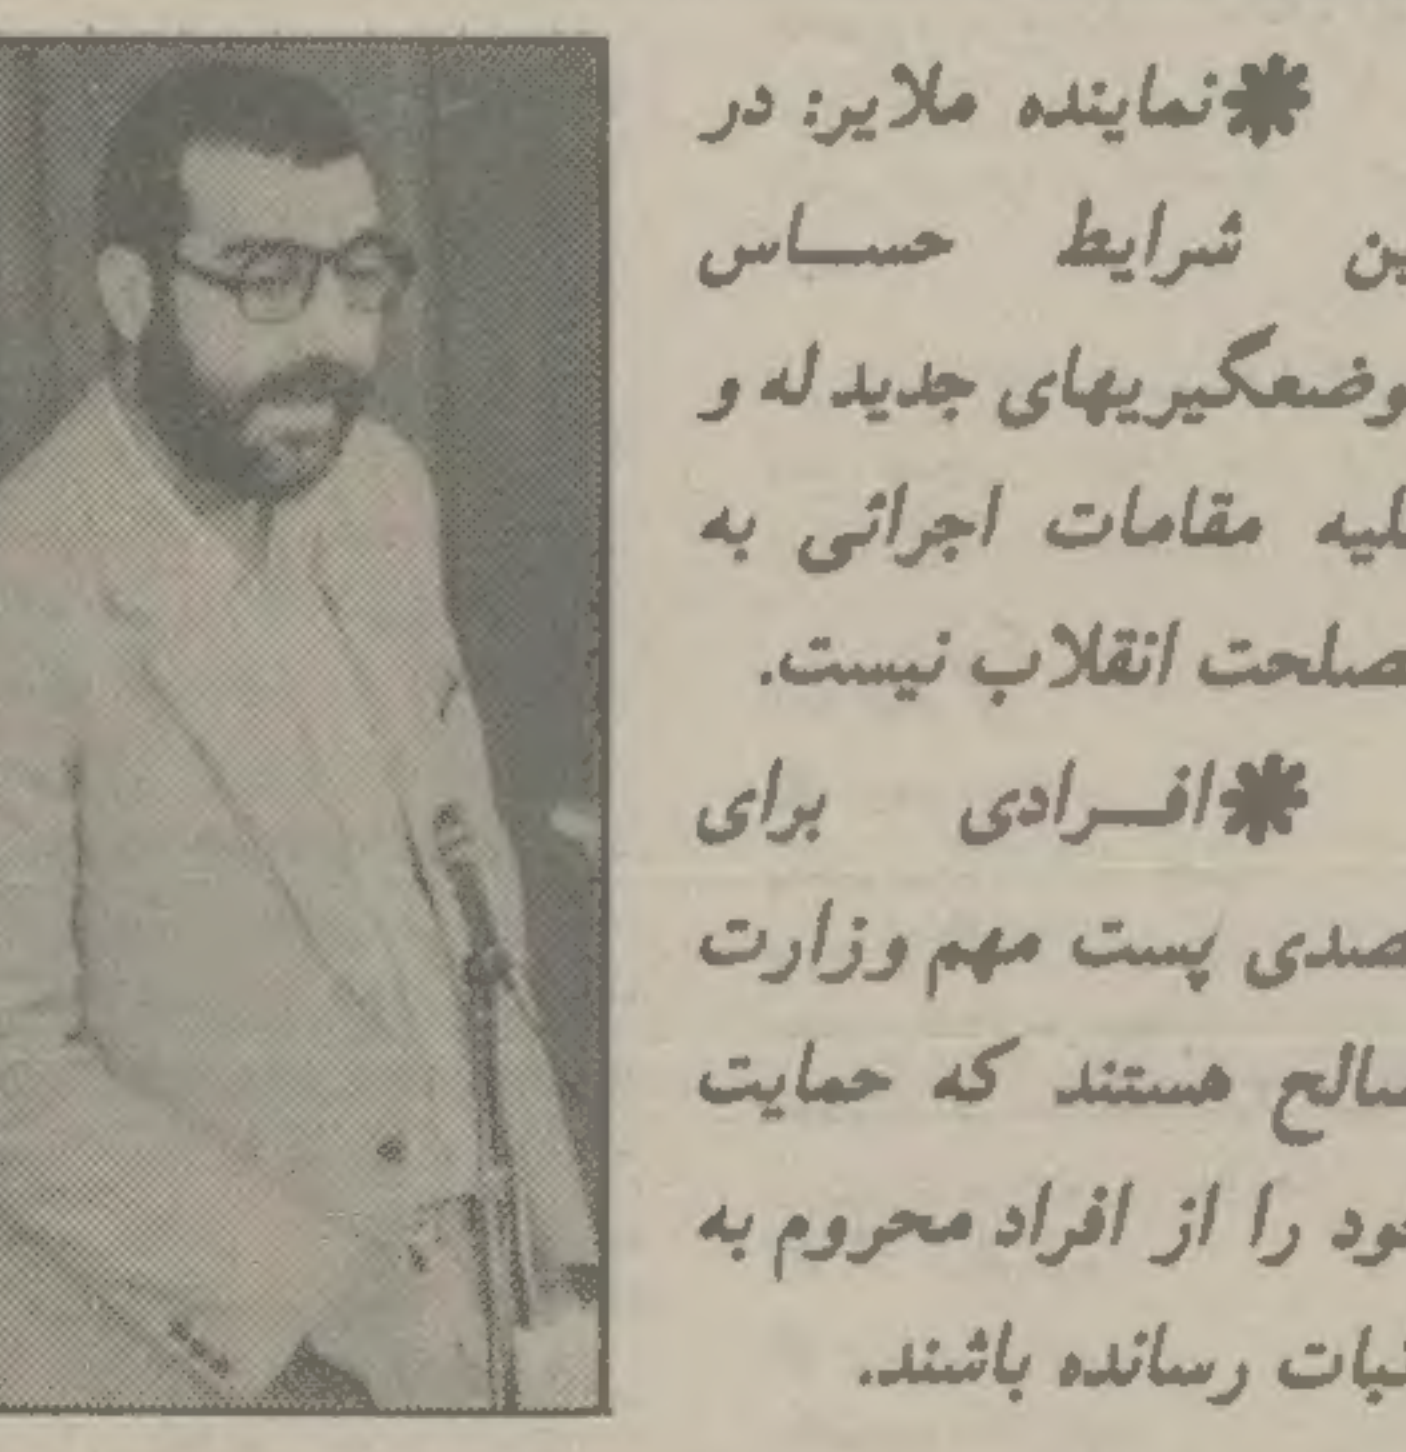 *نماینده ملایر: در
ین شرایط حساس
وضعگیریهای جدید له و
لیه مقامات اجرائی به
صلحت انقلاب نیست.
*افرادی برای
صدی پست مهم وزارت
صالح هستند که حمایت
خود را از افراد محروم به
ثبات رسانده باشند.